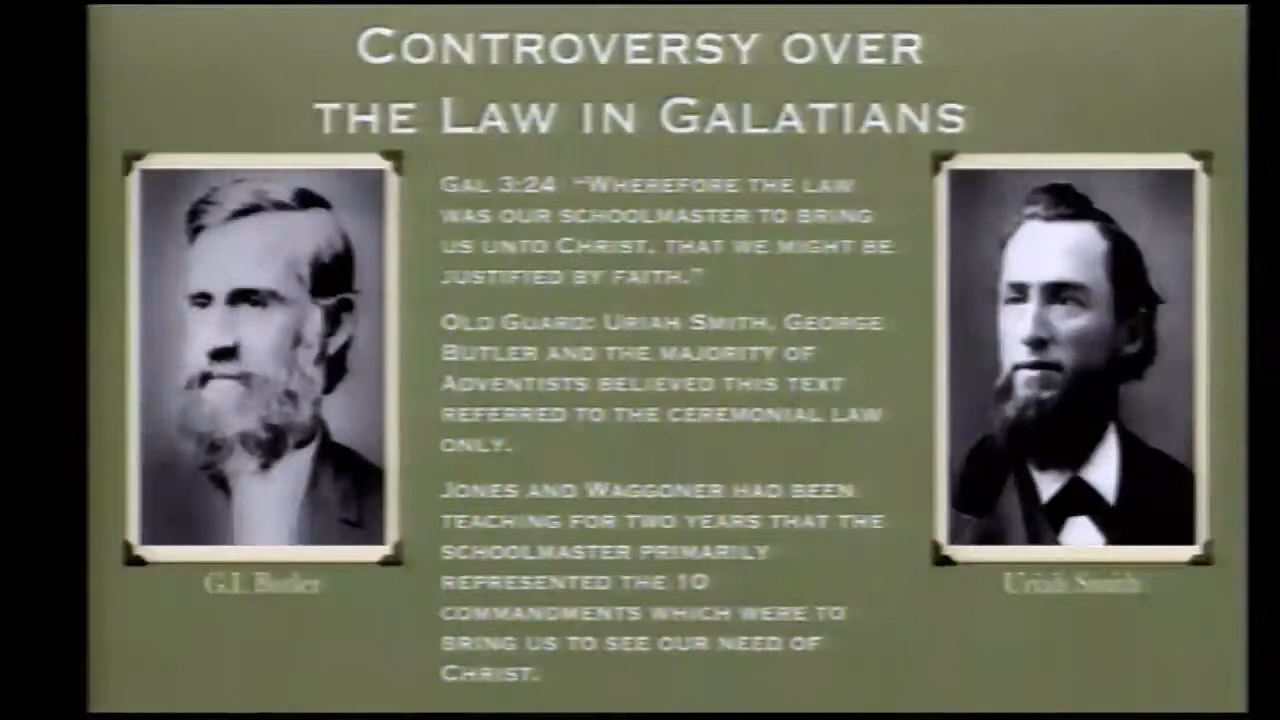 Controversy over
the Law in Galatians
Gal 3:24 "Wherefore the law
was our schoolmaster to bring
us unto Christ, that we might be
justified by faith."
Old Guard: Uriah Smith, George
Butler and the majority of
Adventists believed this text
referred to the ceremonial law
only.
Jones and Waggoner had been
teaching for two years that the
schoolmaster primarily
represented the 10
commandments which were to
bring us to see our need of
Christ.
G.I. Butler
Uriah Smith